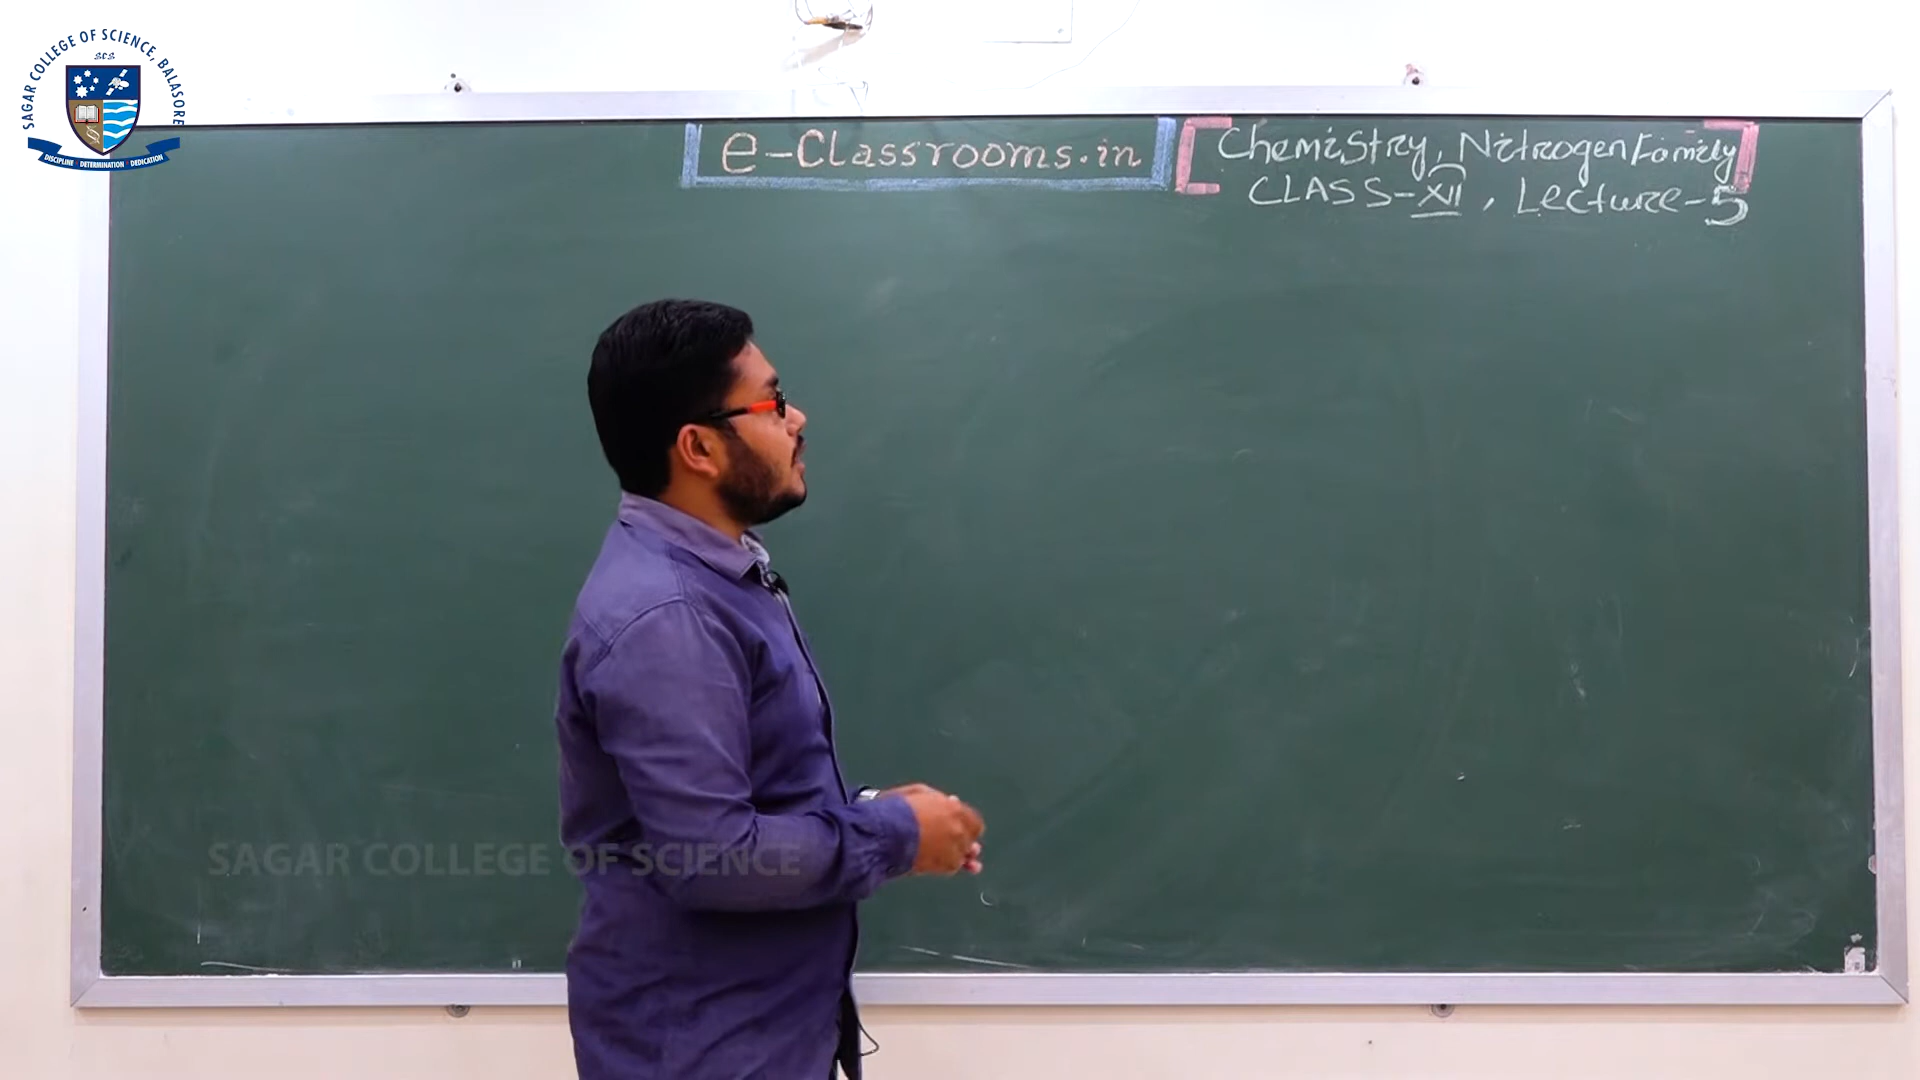 SAGAR COLLEGE OF SCIENCE, BALASORE
SCS
DISCIPLINE DETERMINATION DEDICATION
e-Classrooms.in
Chemistry, Nitrogen Family
CLASS-XII, Lecture-5
SAGAR COLLEGE OF SCIENCE